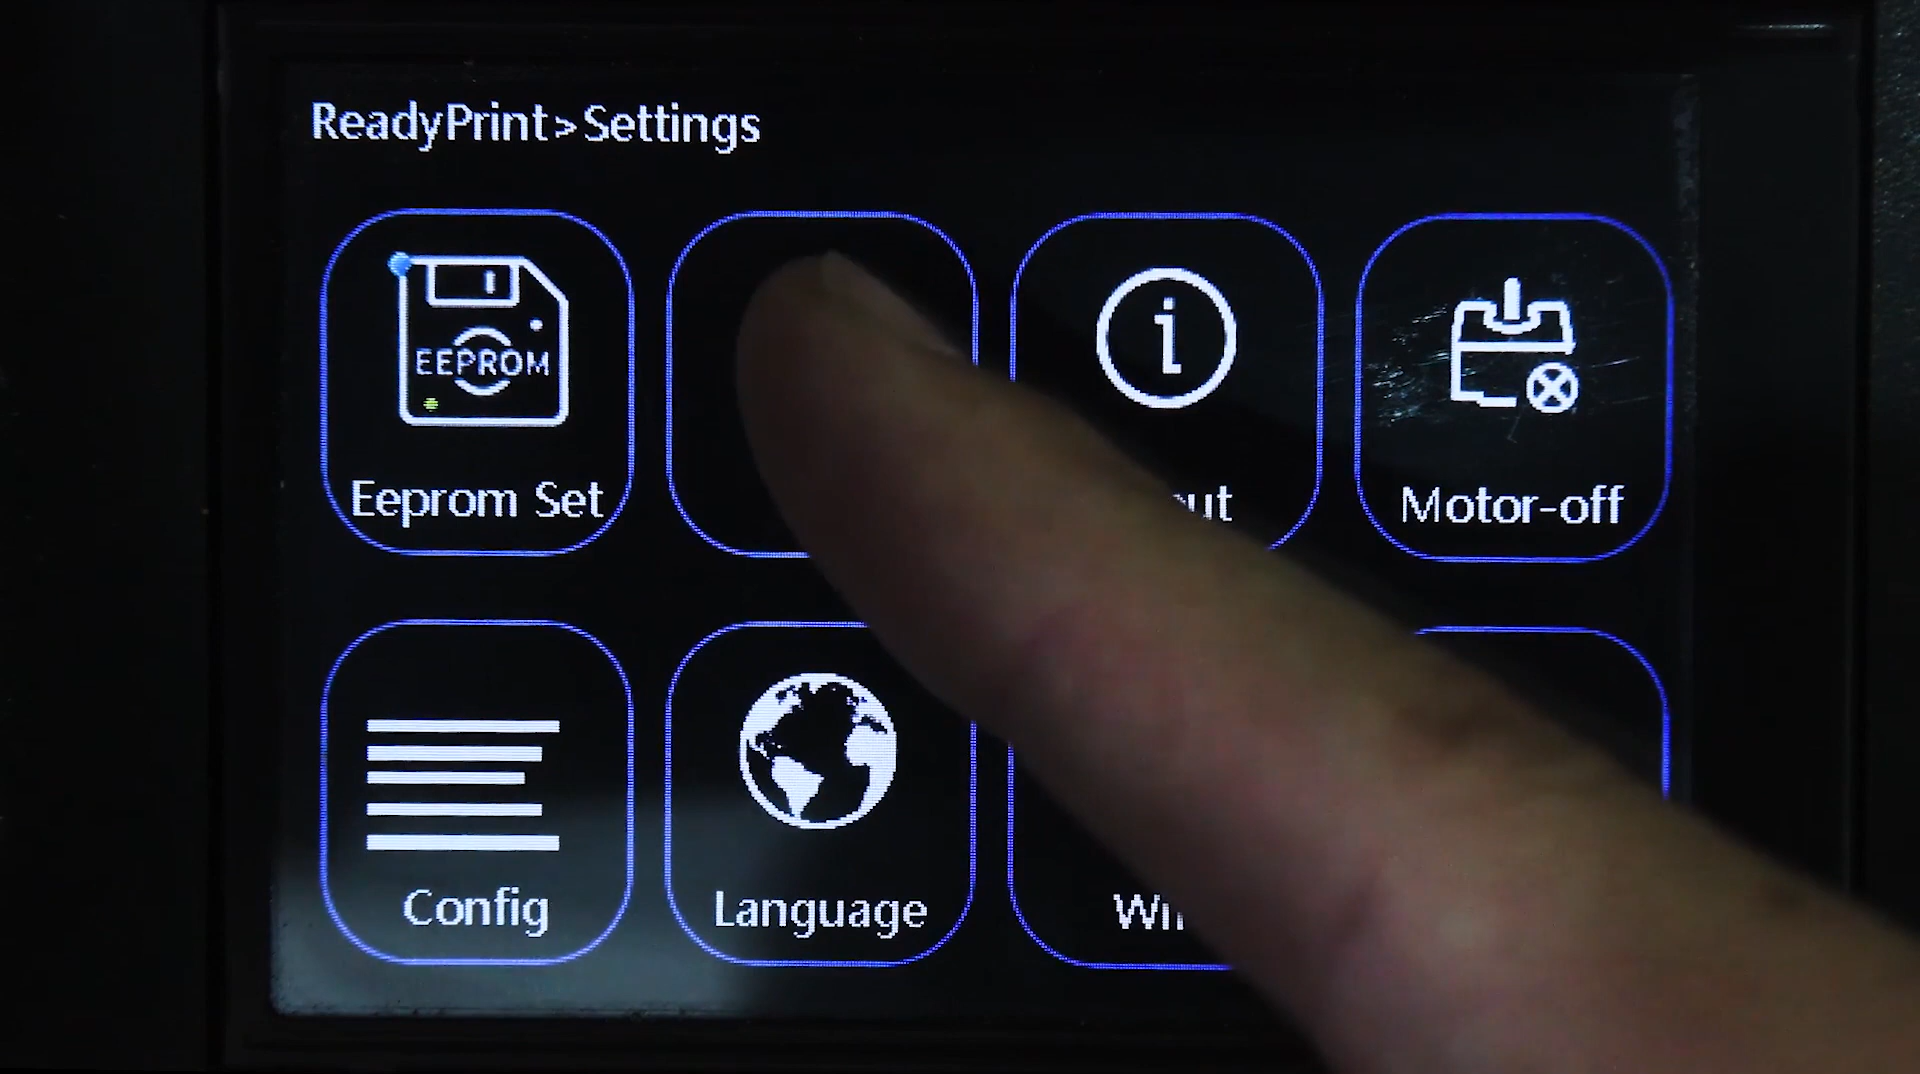 ReadyPrint>Settings
EEPROM
i
Eeprom Set
Motor-off
Config
Language